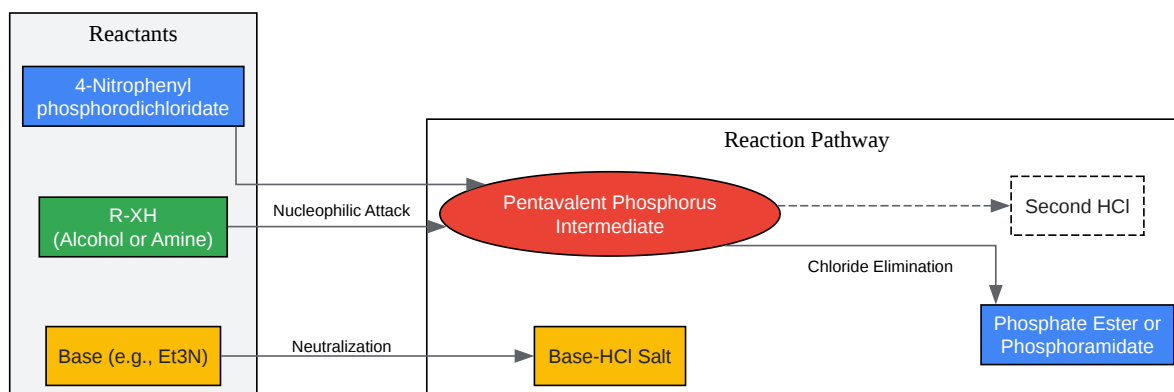 Reactants
4-Nitrophenyl
phosphorodichloridate
R-XH
(Alcohol or Amine)
Base (e.g., Et3N)
Nucleophilic Attack
Neutralization
Reaction Pathway
Pentavalent Phosphorus
Intermediate
Second HCl
Chloride Elimination
Base-HCl Salt
Phosphate Ester or
Phosphoramidate